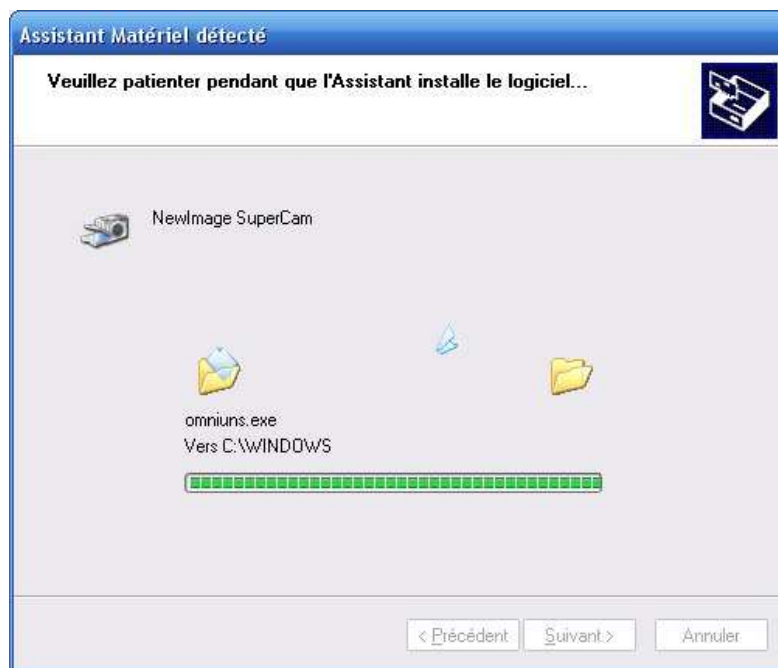 Assistant Matériel détecté
Veuillez patienter pendant que l'Assistant installe le logiciel...
NewImage SuperCam
omniuns.exe
Vers C:\WINDOWS
< Précédent
Suivant >
Annuler